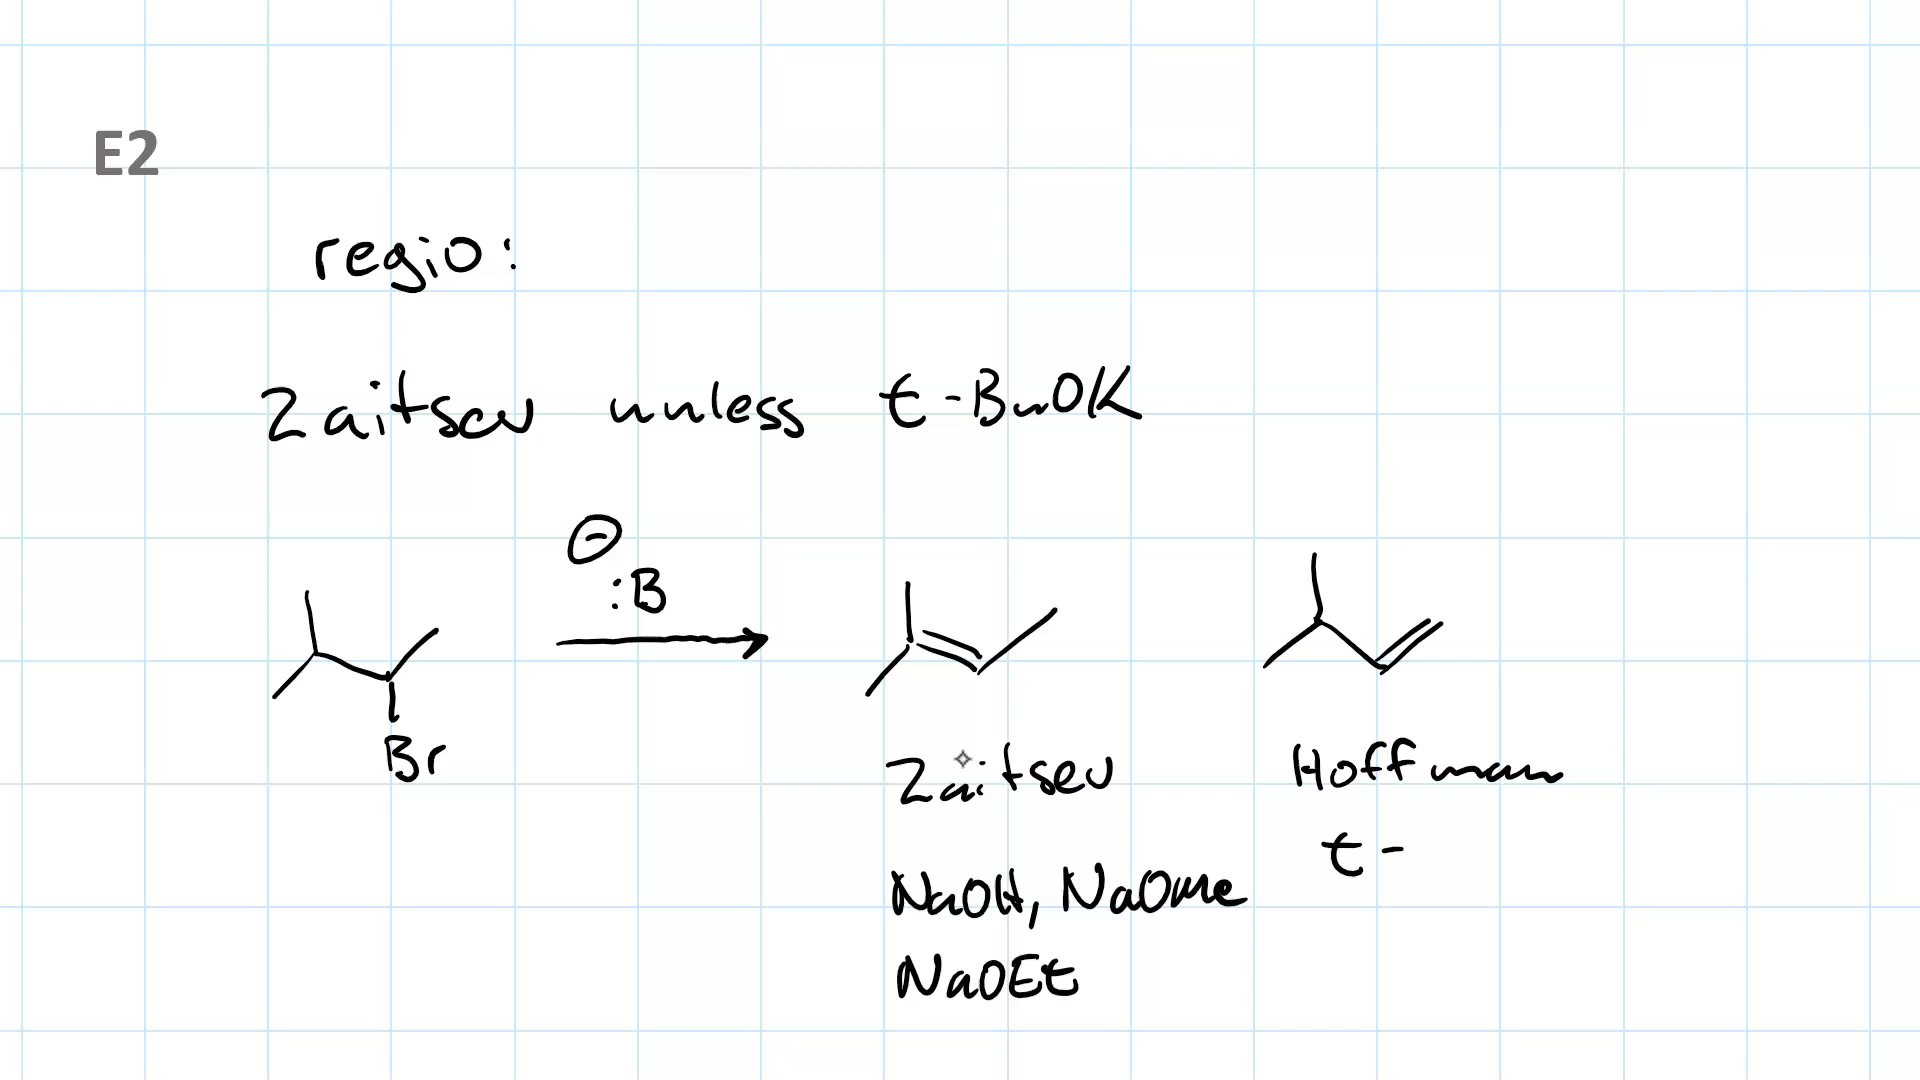 E2
regio:
Zaitsev unless t-BuOK
⊖
:B
Br
Zaitsev Hoffman
t-
NaOH, NaOMe
NaOEt